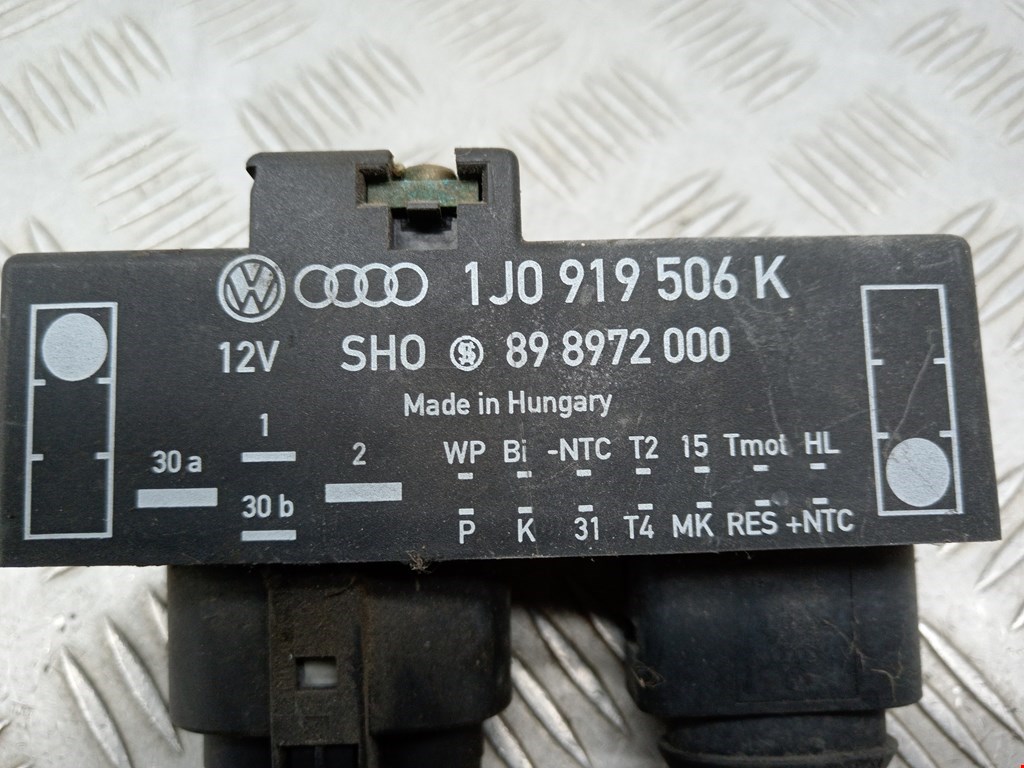 1J0 919 506 K
12V SHO 89 8972 000
Made in Hungary
1
30 a
2
30 b
WP Bi -NTC T2 15 Tmot HL
P K 31 T4 MK RES +NTC